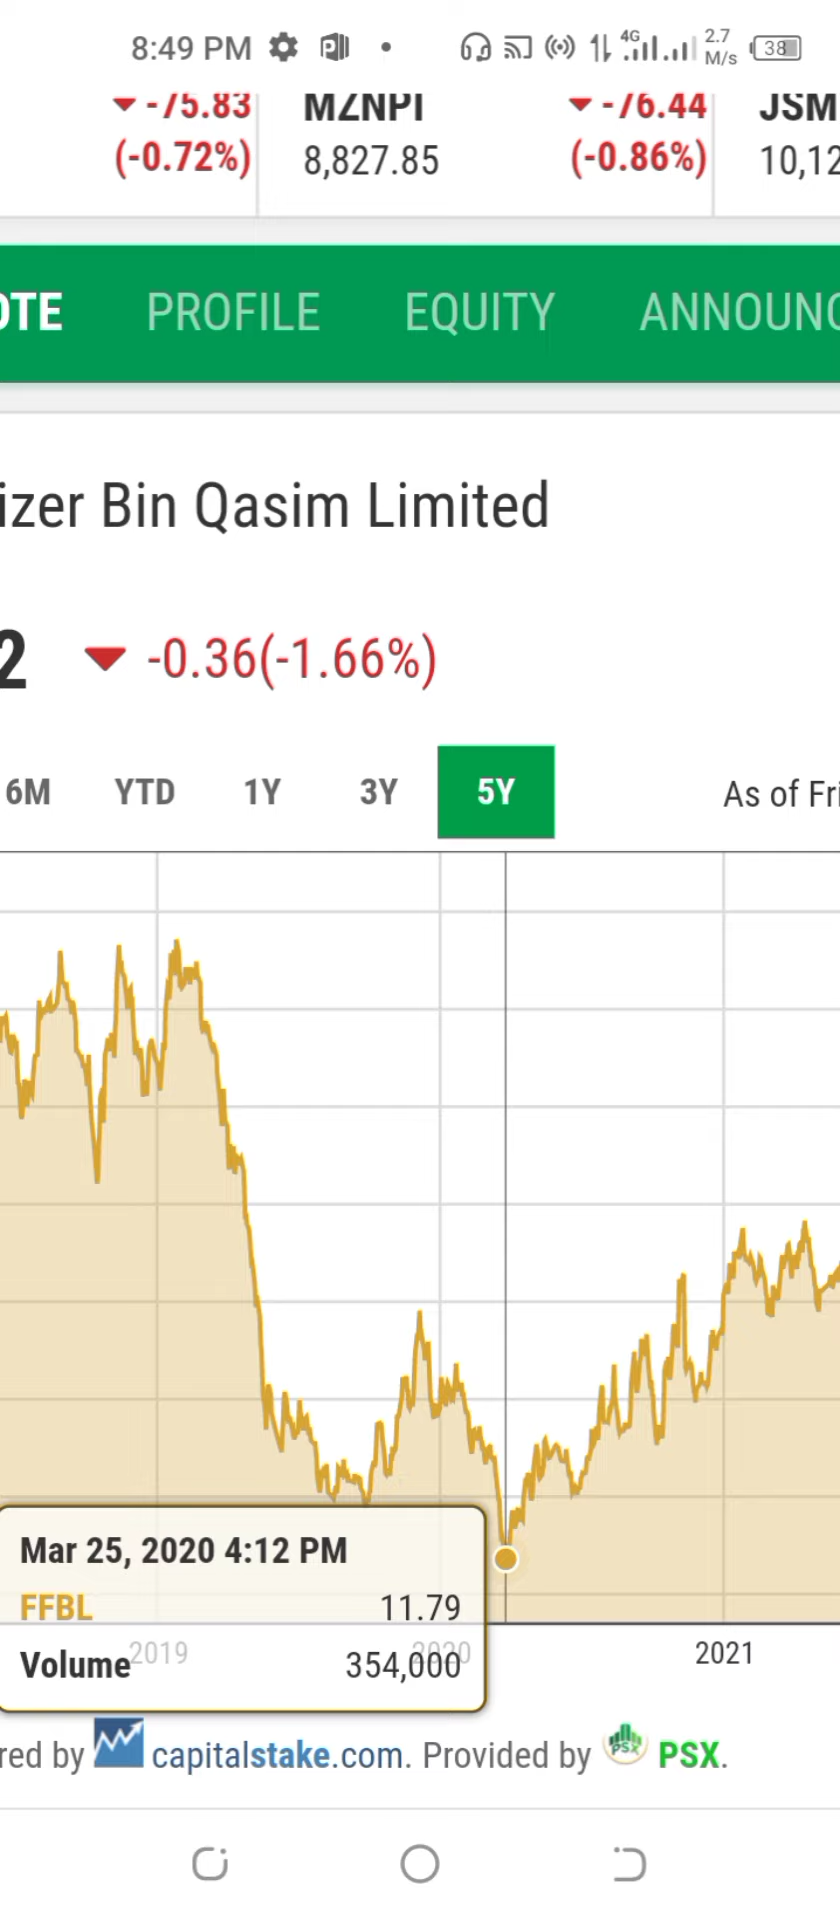 8:49 PM 4G 2.7 M/s 38
-75.83 MZNPI -76.44 JSM
(-0.72%) 8,827.85 (-0.86%) 10,12
OTE PROFILE EQUITY ANNOUNC
izer Bin Qasim Limited
2 -0.36(-1.66%)
6M YTD 1Y 3Y 5Y As of Fri
Mar 25, 2020 4:12 PM
FFBL 11.79
2019 2020 2021
Volume 354,000
red by capitalstake.com. Provided by PSX PSX.